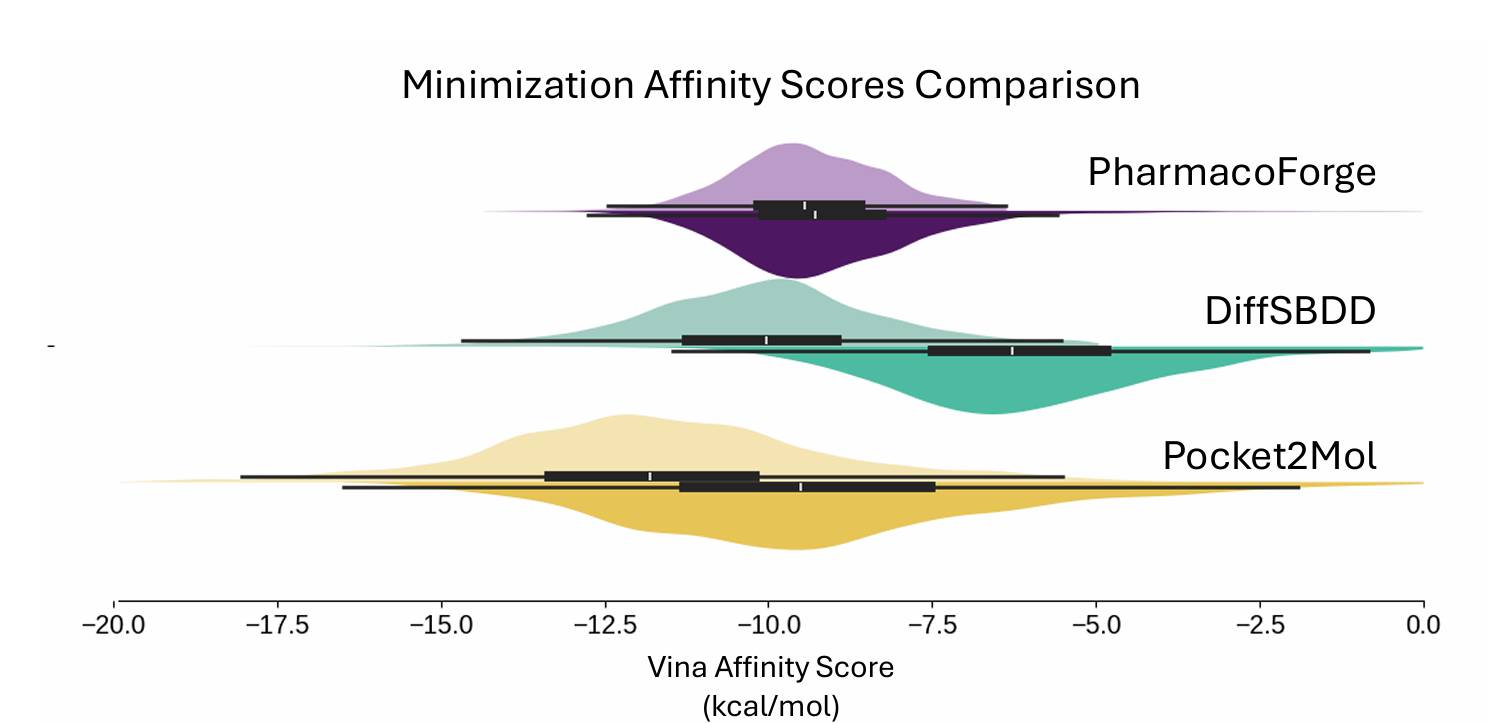 Minimization Affinity Scores Comparison
PharmacoForge
DiffSBDD
-
Pocket2Mol
−20.0 −17.5 −15.0 −12.5 −10.0 −7.5 −5.0 −2.5 0.0
Vina Affinity Score
(kcal/mol)